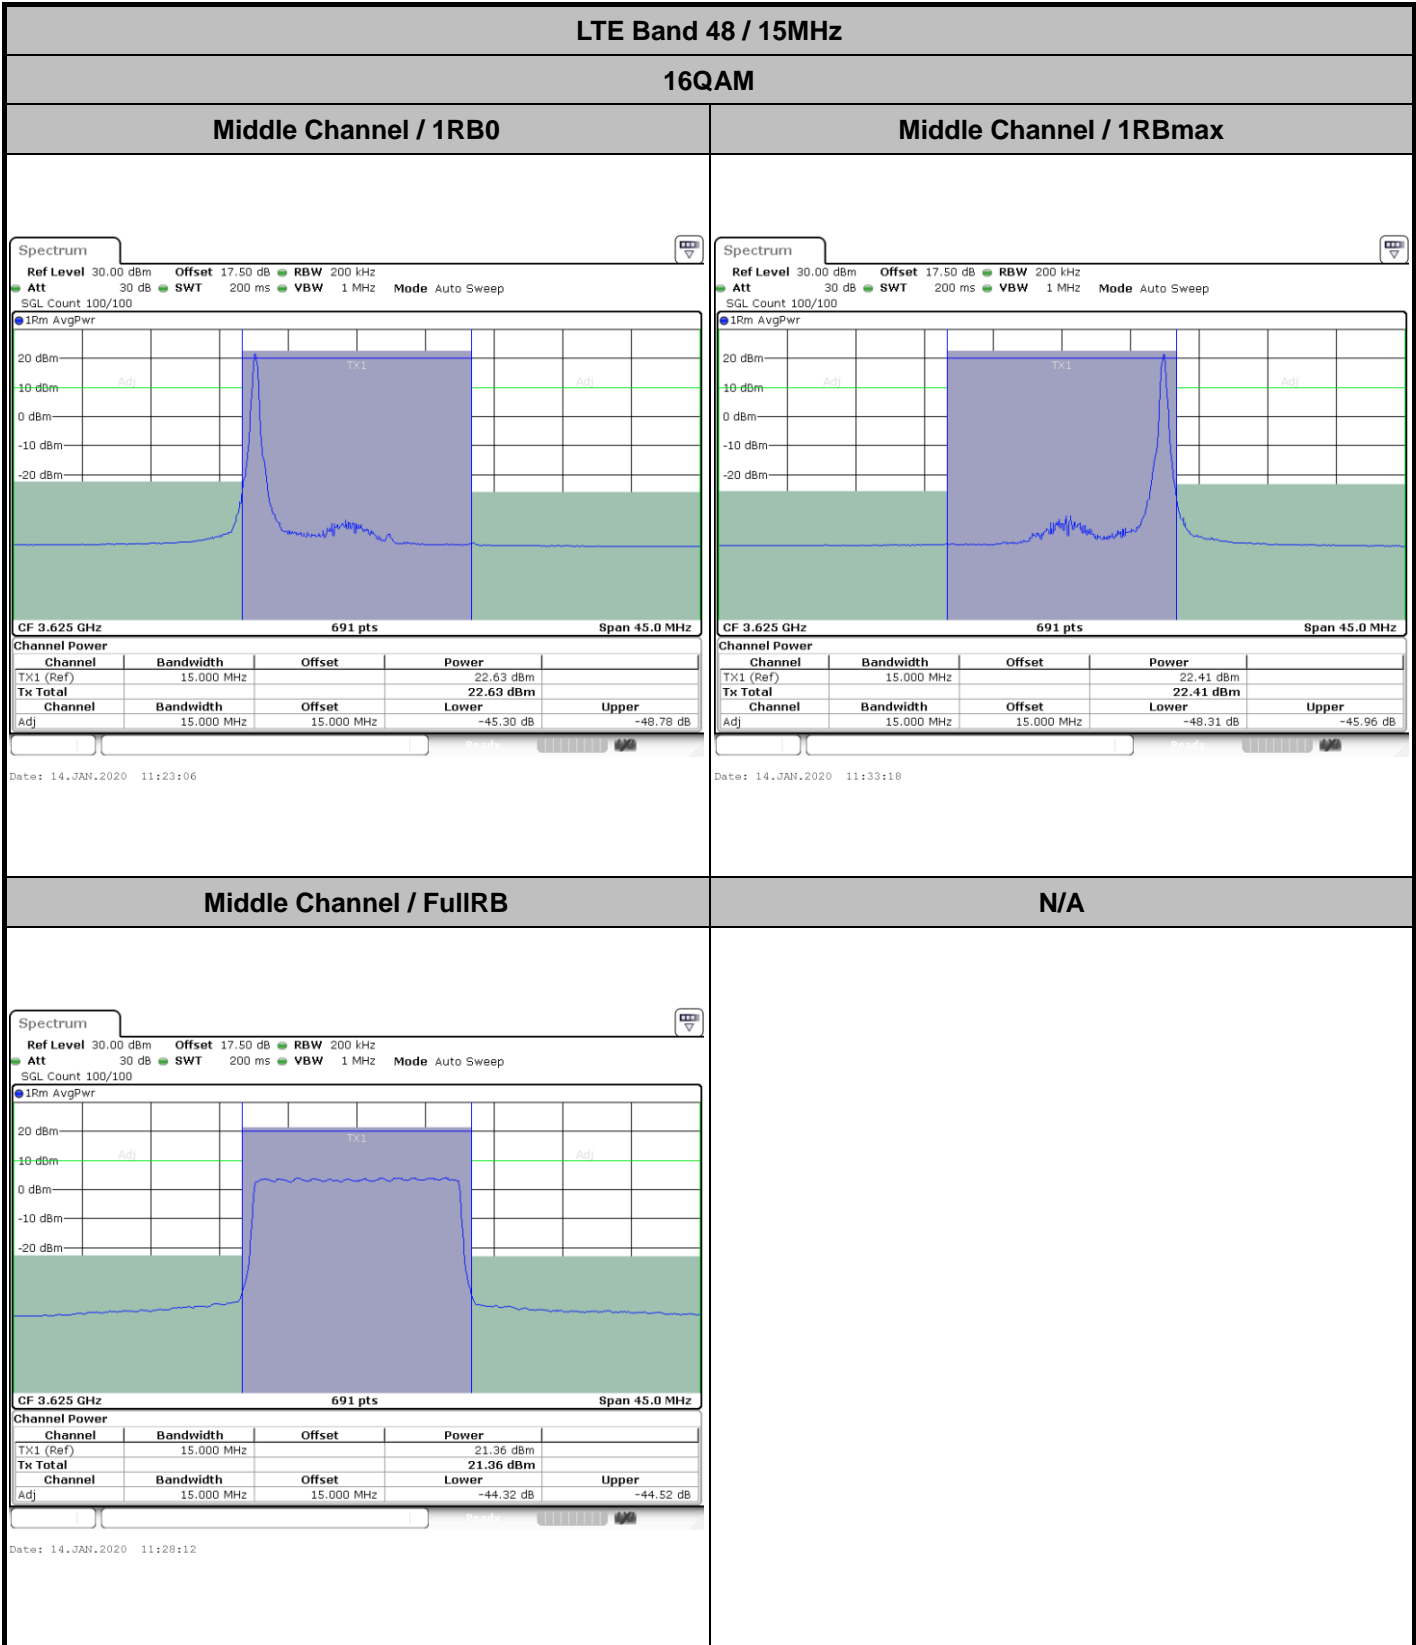 LTE Band 48 / 15MHz
16QAM
Middle Channel / 1RB0
Middle Channel / 1RBmax
Spectrum
Ref Level 30.00 dBm Offset 17.50 dB RBW 200 kHz
Att 30 dB SWT 200 ms VBW 1 MHz Mode Auto Sweep
SGL Count 100/100
1Rm AvgPwr
TX1
20 dBm
Adj
Adj
10 dBm
0 dBm
-10 dBm
-20 dBm
CF 3.625 GHz 691 pts Span 45.0 MHz
Channel Power
Channel Bandwidth Offset Power
TX1 (Ref) 15.000 MHz 22.63 dBm
Tx Total 22.63 dBm
Channel Bandwidth Offset Lower Upper
Adj 15.000 MHz 15.000 MHz -45.30 dB -48.78 dB
Ready
Date: 14.JAN.2020 11:23:06
Spectrum
Ref Level 30.00 dBm Offset 17.50 dB RBW 200 kHz
Att 30 dB SWT 200 ms VBW 1 MHz Mode Auto Sweep
SGL Count 100/100
1Rm AvgPwr
TX1
20 dBm
Adj
Adj
10 dBm
0 dBm
-10 dBm
-20 dBm
CF 3.625 GHz 691 pts Span 45.0 MHz
Channel Power
Channel Bandwidth Offset Power
TX1 (Ref) 15.000 MHz 22.41 dBm
Tx Total 22.41 dBm
Channel Bandwidth Offset Lower Upper
Adj 15.000 MHz 15.000 MHz -48.31 dB -45.96 dB
Ready
Date: 14.JAN.2020 11:33:18
Middle Channel / FullRB
N/A
Spectrum
Ref Level 30.00 dBm Offset 17.50 dB RBW 200 kHz
Att 30 dB SWT 200 ms VBW 1 MHz Mode Auto Sweep
SGL Count 100/100
1Rm AvgPwr
20 dBm
TX1
Adj
Adj
10 dBm
0 dBm
-10 dBm
-20 dBm
CF 3.625 GHz 691 pts Span 45.0 MHz
Channel Power
Channel Bandwidth Offset Power
TX1 (Ref) 15.000 MHz 21.36 dBm
Tx Total 21.36 dBm
Channel Bandwidth Offset Lower Upper
Adj 15.000 MHz 15.000 MHz -44.32 dB -44.52 dB
Ready
Date: 14.JAN.2020 11:28:12